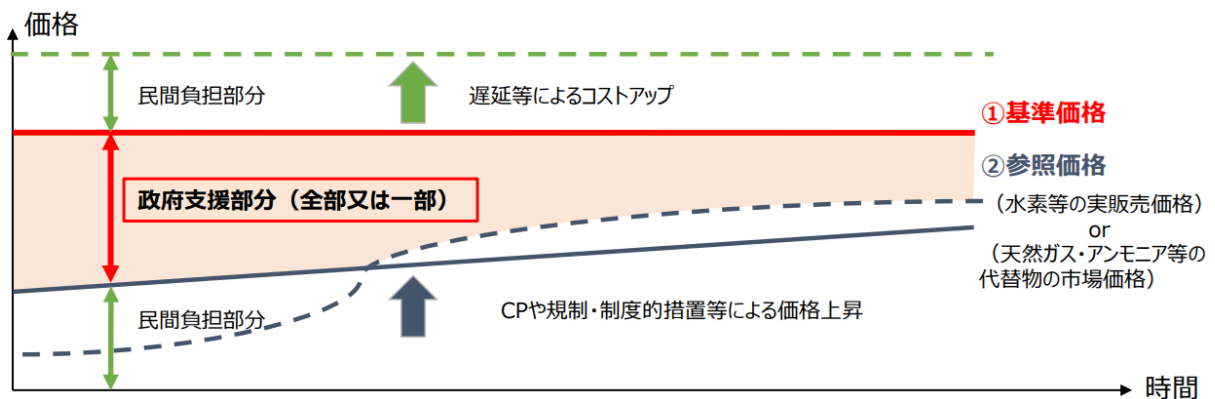 価格
民間負担部分
遅延等によるコストアップ
①基準価格
②参照価格
政府支援部分（全部又は一部）
（水素等の実販売価格）
or
（天然ガス・アンモニア等の
代替物の市場価格）
民間負担部分
CPや規制・制度的措置等による価格上昇
時間